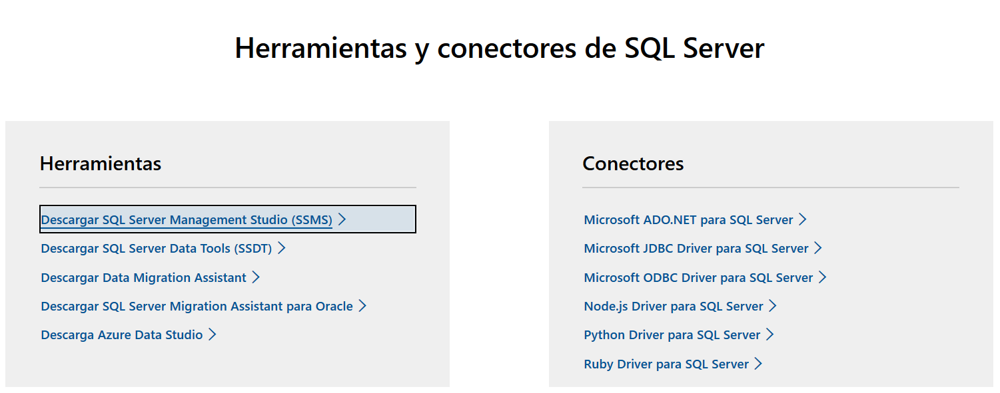 Herramientas y conectores de SQL Server
Herramientas
Descargar SQL Server Management Studio (SSMS)
Descargar SQL Server Data Tools (SSDT)
Descargar Data Migration Assistant
Descargar SQL Server Migration Assistant para Oracle
Descarga Azure Data Studio
Conectores
Microsoft ADO.NET para SQL Server
Microsoft JDBC Driver para SQL Server
Microsoft ODBC Driver para SQL Server
Node.js Driver para SQL Server
Python Driver para SQL Server
Ruby Driver para SQL Server